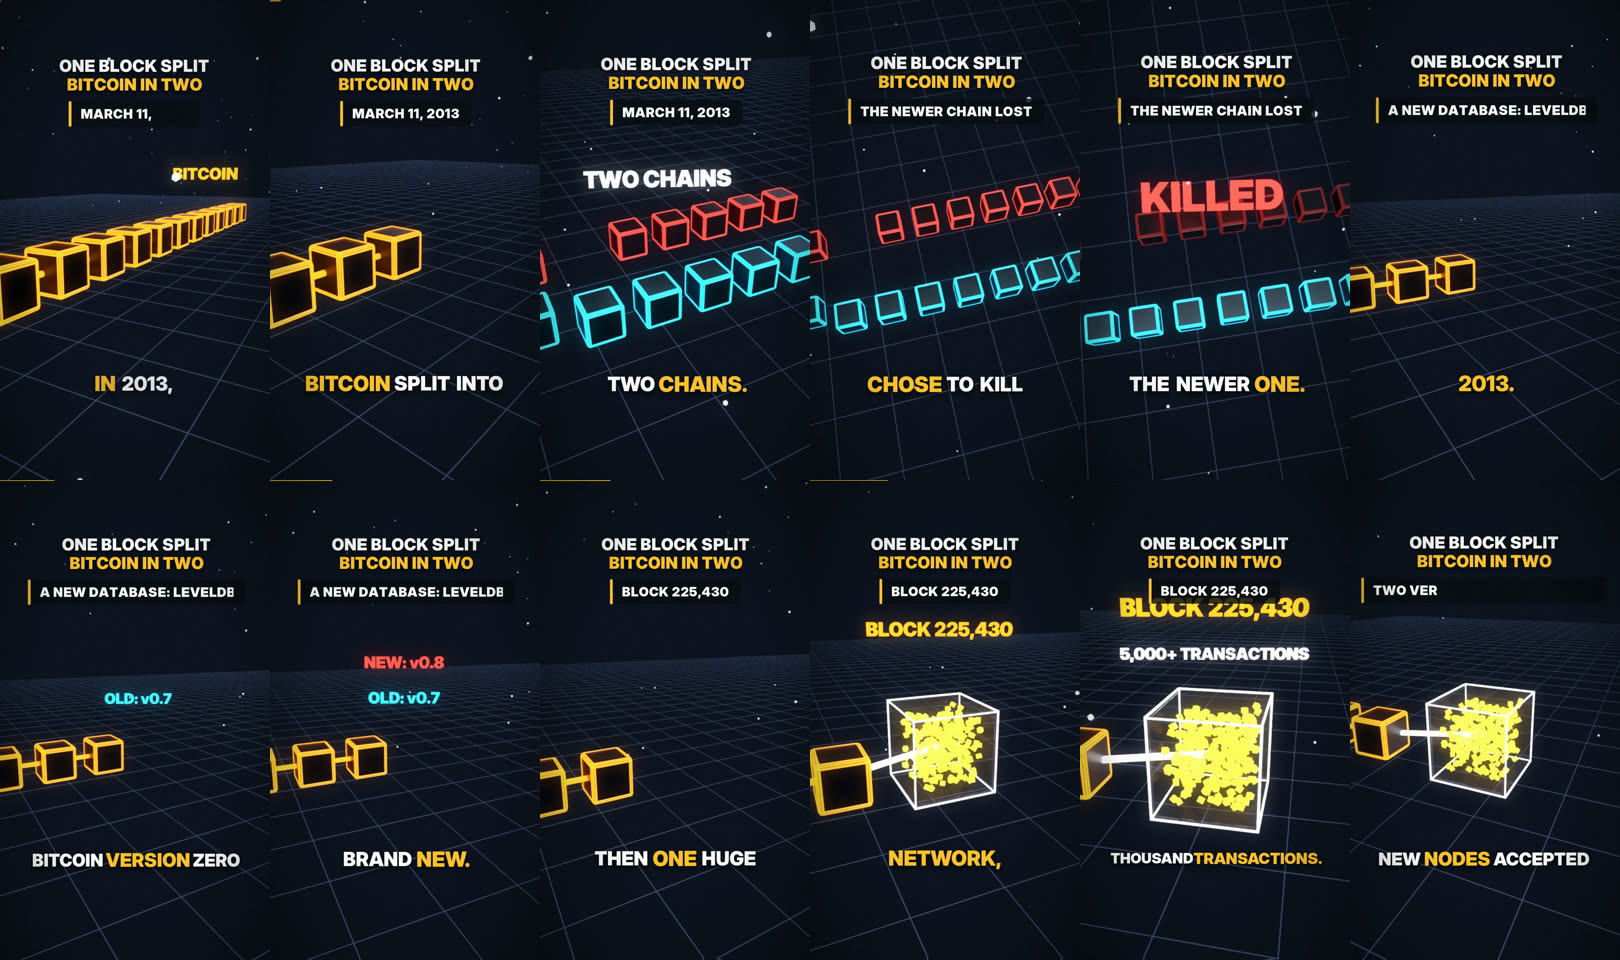 ONE BLOCK SPLIT
BITCOIN IN TWO
MARCH 11,
BITCOIN
IN 2013,
ONE BLOCK SPLIT
BITCOIN IN TWO
MARCH 11, 2013
BITCOIN SPLIT INTO
ONE BLOCK SPLIT
BITCOIN IN TWO
MARCH 11, 2013
TWO CHAINS
TWO CHAINS.
ONE BLOCK SPLIT
BITCOIN IN TWO
THE NEWER CHAIN LOST
CHOSE TO KILL
ONE BLOCK SPLIT
BITCOIN IN TWO
THE NEWER CHAIN LOST
KILLED
THE NEWER ONE.
ONE BLOCK SPLIT
BITCOIN IN TWO
A NEW DATABASE: LEVELDB
2013.
ONE BLOCK SPLIT
BITCOIN IN TWO
A NEW DATABASE: LEVELDB
OLD: v0.7
BITCOIN VERSION ZERO
ONE BLOCK SPLIT
BITCOIN IN TWO
A NEW DATABASE: LEVELDB
NEW: v0.8
OLD: v0.7
BRAND NEW.
ONE BLOCK SPLIT
BITCOIN IN TWO
BLOCK 225,430
THEN ONE HUGE
ONE BLOCK SPLIT
BITCOIN IN TWO
BLOCK 225,430
BLOCK 225,430
NETWORK,
ONE BLOCK SPLIT
BITCOIN IN TWO
BLOCK 225,430
BLOCK 225,430
5,000+ TRANSACTIONS
THOUSAND TRANSACTIONS.
ONE BLOCK SPLIT
BITCOIN IN TWO
TWO VER
NEW NODES ACCEPTED